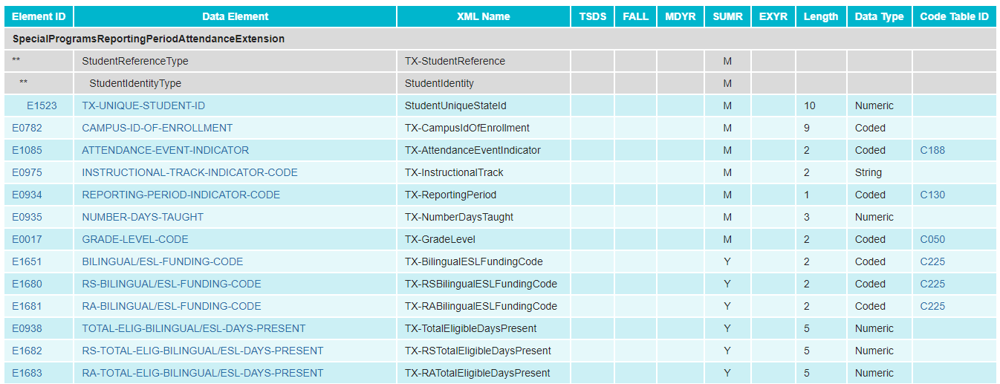 Element ID Data Element XML Name TSDS FALL MDYR SUMR EXYR Length Data Type Code Table ID
SpecialProgramsReportingPeriodAttendanceExtension
** StudentReferenceType TX-StudentReference M
** StudentIdentityType StudentIdentity M
E1523 TX-UNIQUE-STUDENT-ID StudentUniqueStateId M 10 Numeric
E0782 CAMPUS-ID-OF-ENROLLMENT TX-CampusIdOfEnrollment M 9 Coded
E1085 ATTENDANCE-EVENT-INDICATOR TX-AttendanceEventIndicator M 2 Coded C188
E0975 INSTRUCTIONAL-TRACK-INDICATOR-CODE TX-InstructionalTrack M 2 String
E0934 REPORTING-PERIOD-INDICATOR-CODE TX-ReportingPeriod M 1 Coded C130
E0935 NUMBER-DAYS-TAUGHT TX-NumberDaysTaught M 3 Numeric
E0017 GRADE-LEVEL-CODE TX-GradeLevel M 2 Coded C050
E1651 BILINGUAL/ESL-FUNDING-CODE TX-BilingualESLFundingCode Y 2 Coded C225
E1680 RS-BILINGUAL/ESL-FUNDING-CODE TX-RSBilingualESLFundingCode Y 2 Coded C225
E1681 RA-BILINGUAL/ESL-FUNDING-CODE TX-RABilingualESLFundingCode Y 2 Coded C225
E0938 TOTAL-ELIG-BILINGUAL/ESL-DAYS-PRESENT TX-TotalEligibleDaysPresent Y 5 Numeric
E1682 RS-TOTAL-ELIG-BILINGUAL/ESL-DAYS-PRESENT TX-RSTotalEligibleDaysPresent Y 5 Numeric
E1683 RA-TOTAL-ELIG-BILINGUAL/ESL-DAYS-PRESENT TX-RATotalEligibleDaysPresent Y 5 Numeric